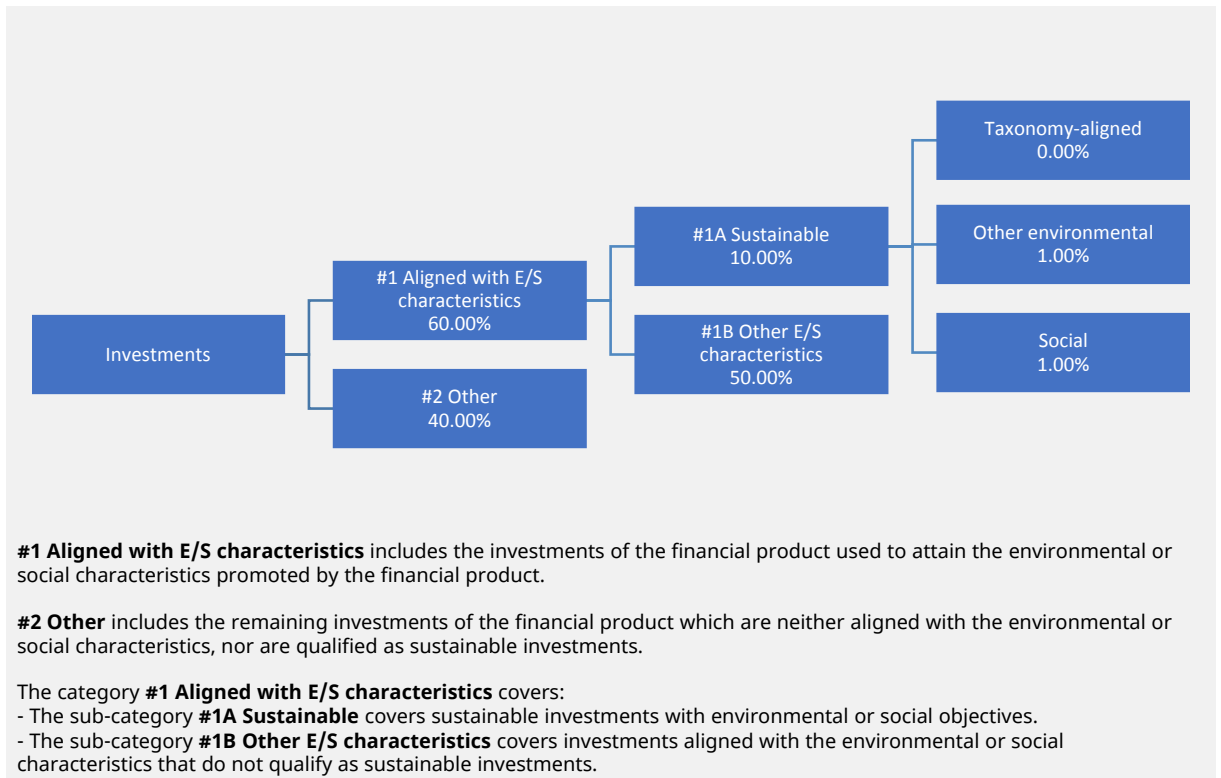 Investments
#1 Aligned with E/S
characteristics
60.00%
#2 Other
40.00%
#1A Sustainable
10.00%
#1B Other E/S
characteristics
50.00%
Taxonomy-aligned
0.00%
Other environmental
1.00%
Social
1.00%
#1 Aligned with E/S characteristics includes the investments of the financial product used to attain the environmental or
social characteristics promoted by the financial product.
#2 Other includes the remaining investments of the financial product which are neither aligned with the environmental or
social characteristics, nor are qualified as sustainable investments.
The category #1 Aligned with E/S characteristics covers:
- The sub-category #1A Sustainable covers sustainable investments with environmental or social objectives.
- The sub-category #1B Other E/S characteristics covers investments aligned with the environmental or social
characteristics that do not qualify as sustainable investments.